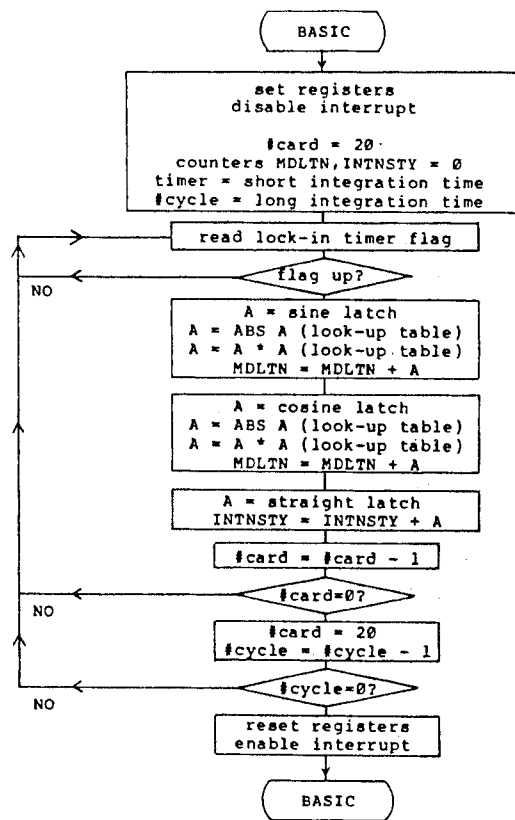 BASIC
set registers
disable interrupt
#card = 20
counters MDLTN,INTNSTY = 0
timer = short integration time
#cycle = long integration time
read lock-in timer flag
flag up?
NO
A = sine latch
A = ABS A (look-up table)
A = A * A (look-up table)
MDLTN = MDLTN + A
A = cosine latch
A = ABS A (look-up table)
A = A * A (look-up table)
MDLTN = MDLTN + A
A = straight latch
INTNSTY = INTNSTY + A
#card = #card - 1
#card=0?
NO
#card = 20
#cycle = #cycle - 1
#cycle=0?
NO
reset registers
enable interrupt
BASIC